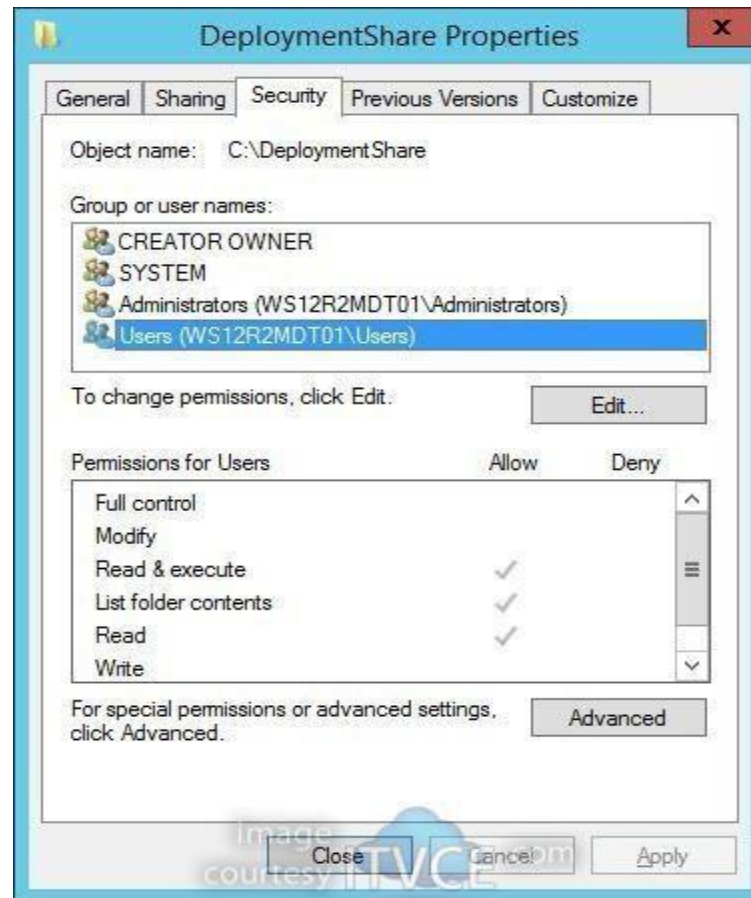 DeploymentShare Properties
x
General Sharing Security Previous Versions Customize
Object name: C:\DeploymentShare
Group or user names:
CREATOR OWNER
SYSTEM
Administrators (WS12R2MDT01\Administrators)
Users (WS12R2MDT01\Users)
To change permissions, click Edit. Edit...
Permissions for Users Allow Deny
Full control
Modify
Read & execute
List folder contents
Read
Write
For special permissions or advanced settings, Advanced
click Advanced.
Image
Close Cancel Apply
courtesy ITVCE .com